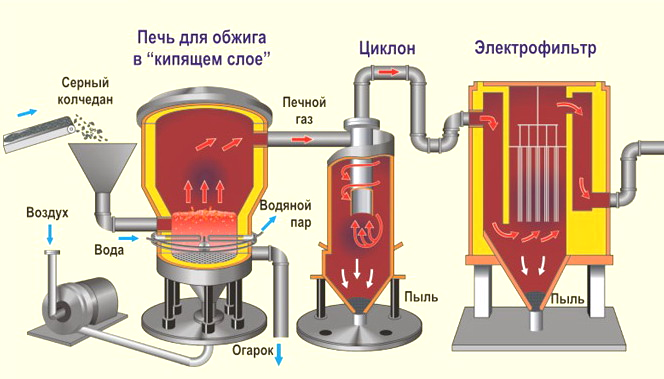 Печь для обжига
в “кипящем слое”
Циклон
Электрофильтр
Серный
колчедан
Печной
газ
Воздух
Вода
Водяной
пар
Огарок
Пыль
Пыль